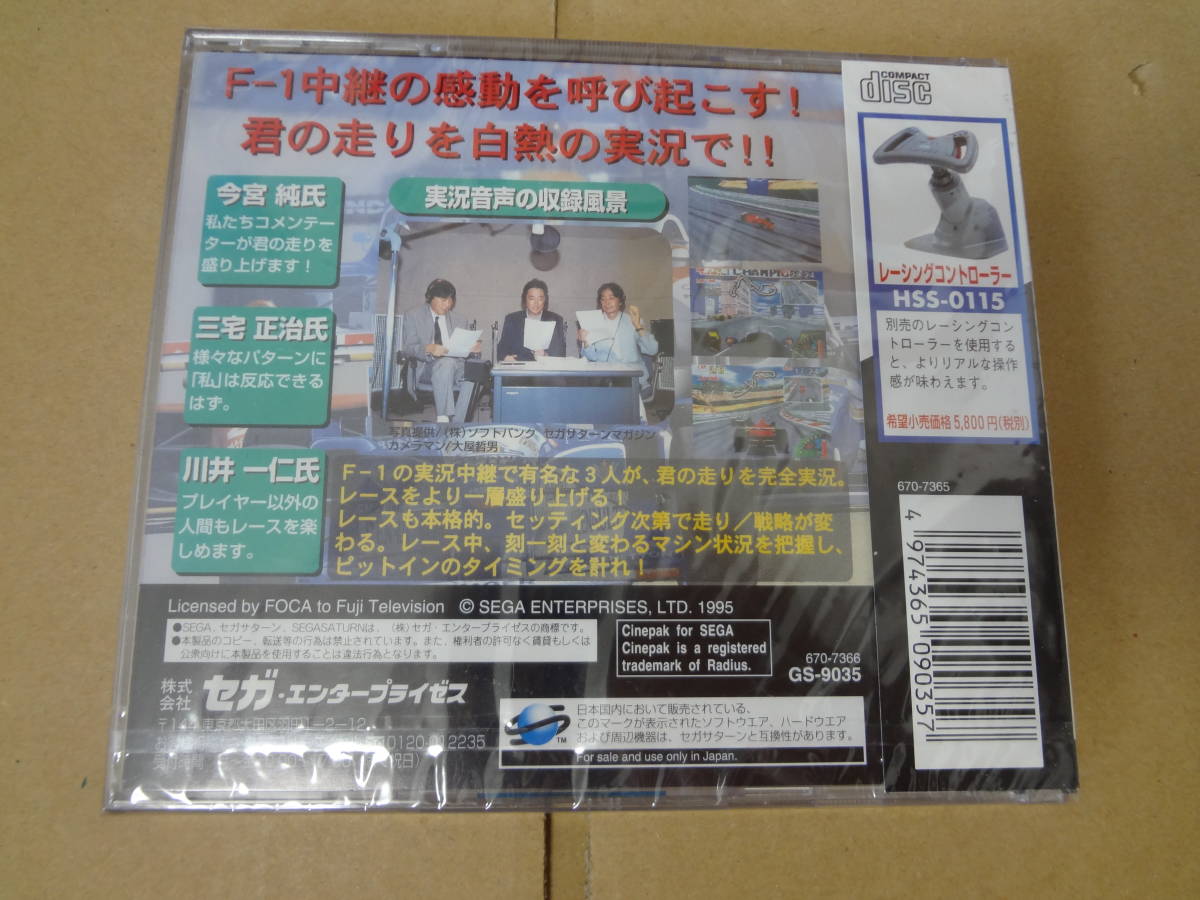 F-1中継の感動を呼び起こす!
君の走りを白熱の実況で!!
今宮 純氏
私たちコメンテー
ターが君の走りを
盛り上げます!
三宅 正治氏
様々なパターンに
「私」は反応できる
はず。
川井 一仁氏
プレイヤー以外の
人間もレースを楽
しめます。
実況音声の収録風景
写真提供/(株)ソフトバンク セガサターンマガジン
カメラマン/大屋哲男
F-1の実況中継で有名な3人が、君の走りを完全実況。
レースをより一層盛り上げる!
レースも本格的。セッティング次第で走り/戦略が変
わる。レース中、刻一刻と変わるマシン状況を把握し、
ピットインのタイミングを計れ!
Licensed by FOCA to Fuji Television © SEGA ENTERPRISES, LTD. 1995
●SEGA、セガサターン、SEGASATURNは、(株)セガ・エンタープライゼスの商標です。
●本製品のコピー、転送等の行為は禁止されています。また、権利者の許可なく賃貸もしくは
公衆向けに本製品を使用することは違法行為となります。
Cinepak for SEGA
Cinepak is a registered
trademark of Radius.
670-7366
GS-9035
株式
会社 セガ・エンタープライゼス
〒144 東京都大田区羽田1-2-12
0120-012235
日本国内において販売されている、
このマークが表示されたソフトウエア、ハードウエア
および周辺機器は、セガサターンと互換性があります。
For sale and use only in Japan.
TM
COMPACT
disc
レーシングコントローラー
HSS-0115
別売のレーシングコン
トローラーを使用する
と、よりリアルな操作
感が味わえます。
希望小売価格 5,800円(税別)
670-7365
4 974365 090357